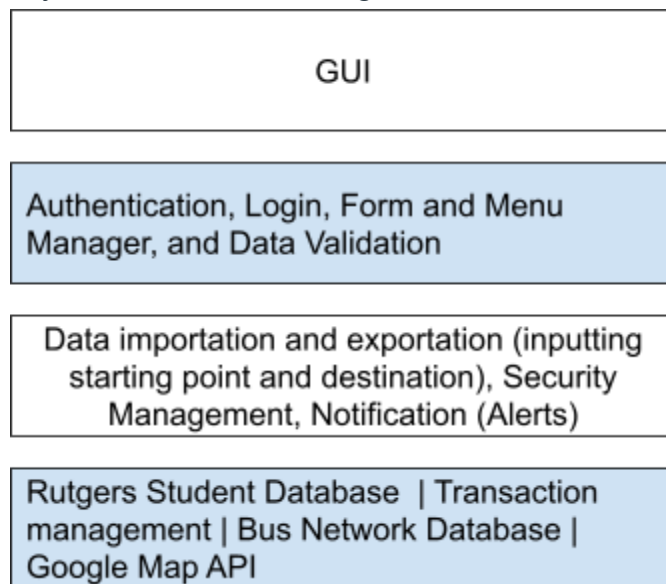 GUI
Authentication, Login, Form and Menu
Manager, and Data Validation
Data importation and exportation (inputting
starting point and destination), Security
Management, Notification (Alerts)
Rutgers Student Database | Transaction
management | Bus Network Database |
Google Map API